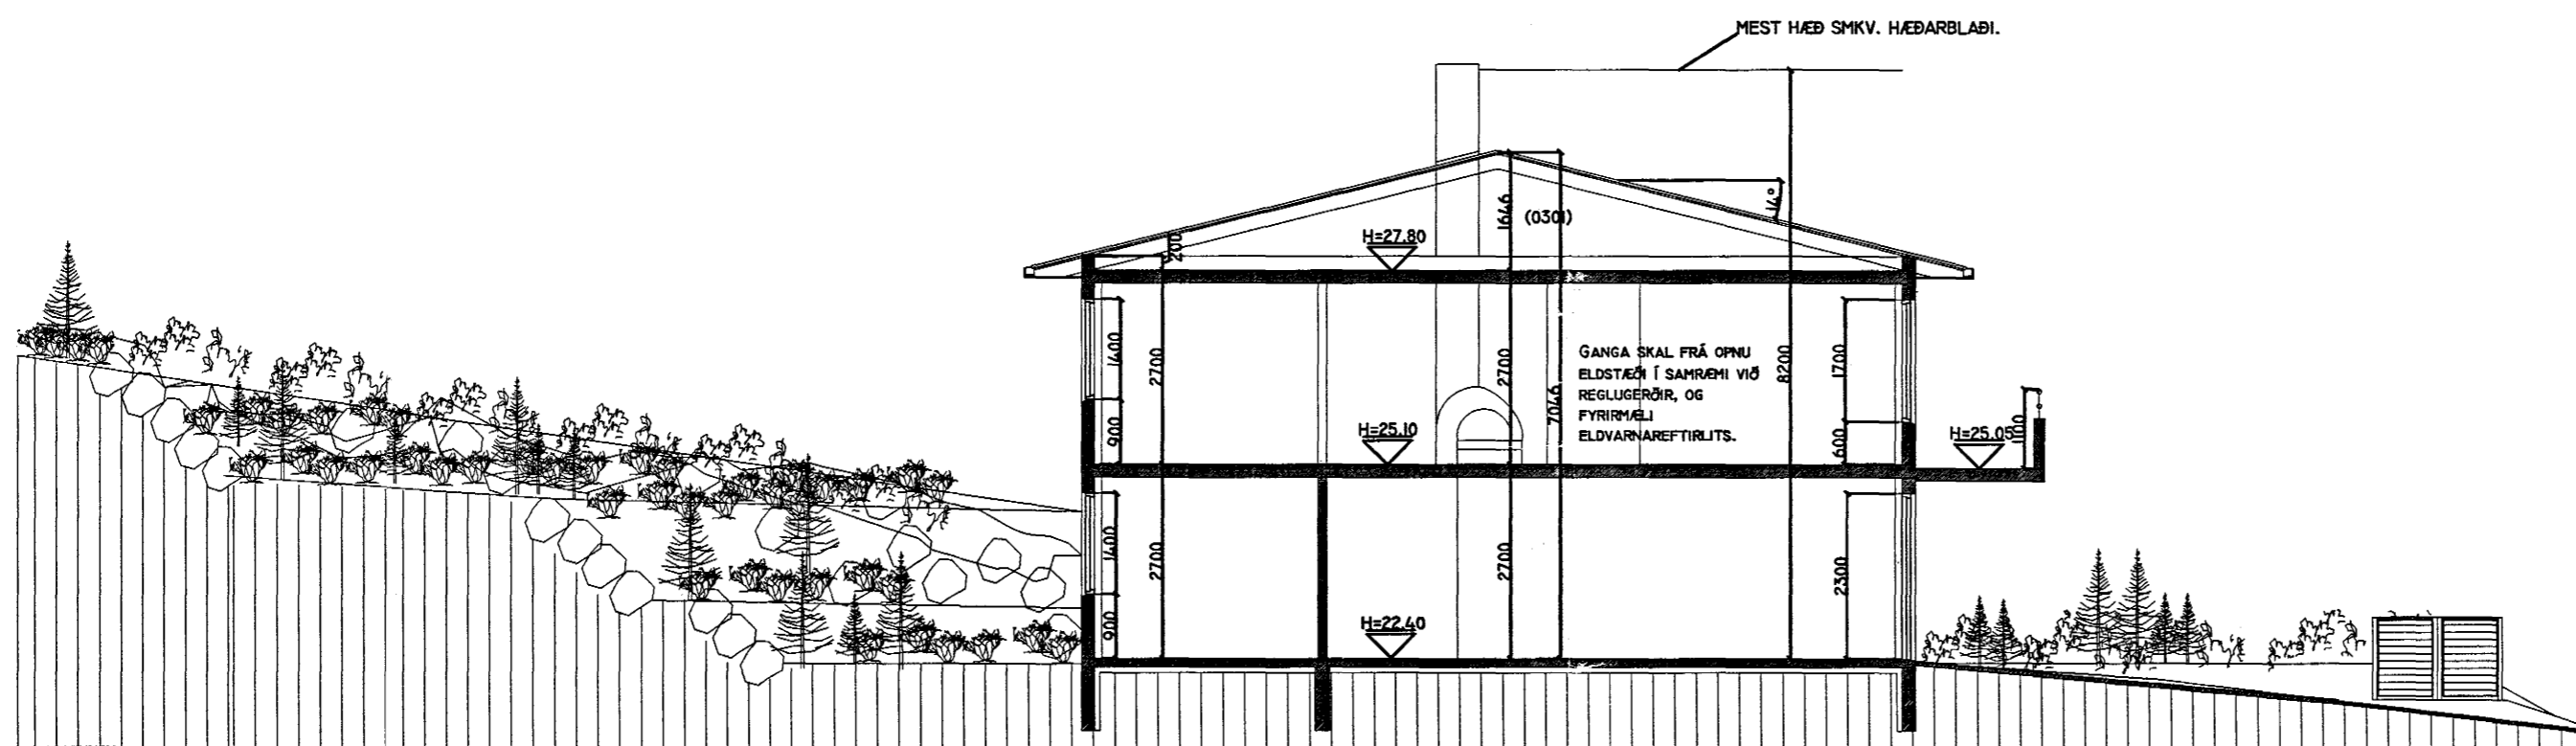 MEST HÆÐ SMKV. HÆÐARBLAÐI.
14°
1646
(0301)
200
H=27.80
1400
2700
2700
7046
GANGA SKAL FRÁ OPNU
ELDSTÆÐI Í SAMRÆMI VIÐ
REGLUGERÐIR, OG
FYRIRMÆLI
ELDVARNAREFTIRLITS.
8200
1700
900
H=25.10
600
H=25.05
1100
1400
2700
2700
2300
900
H=22.40